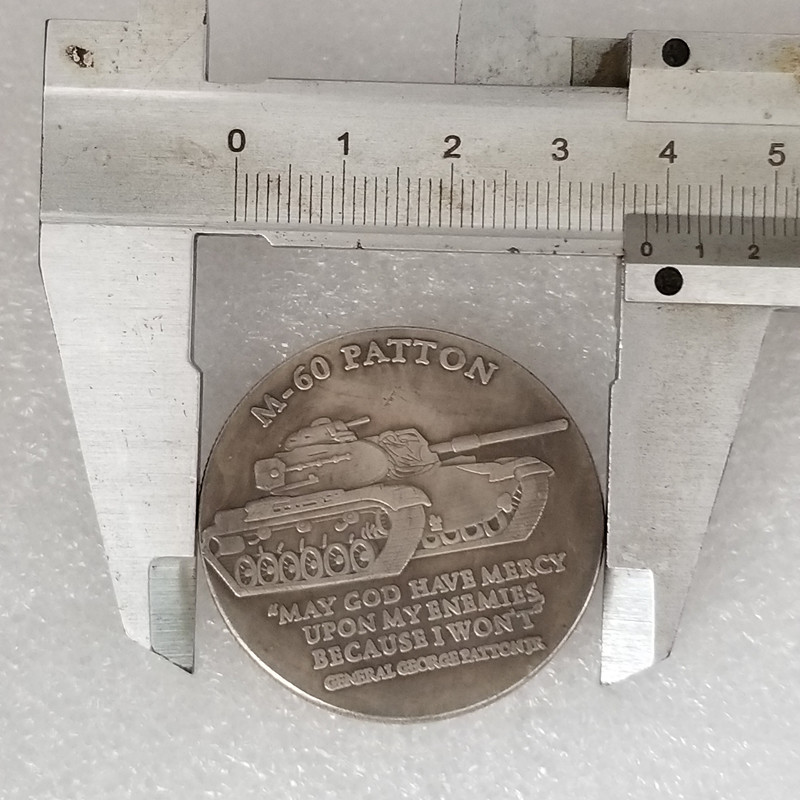 0 1 2 3 4 5
0 1 2
M-60 PATTON
"MAY GOD HAVE MERCY
UPON MY ENEMIES,
BECAUSE I WON'T"
GENERAL GEORGE PATTON JR